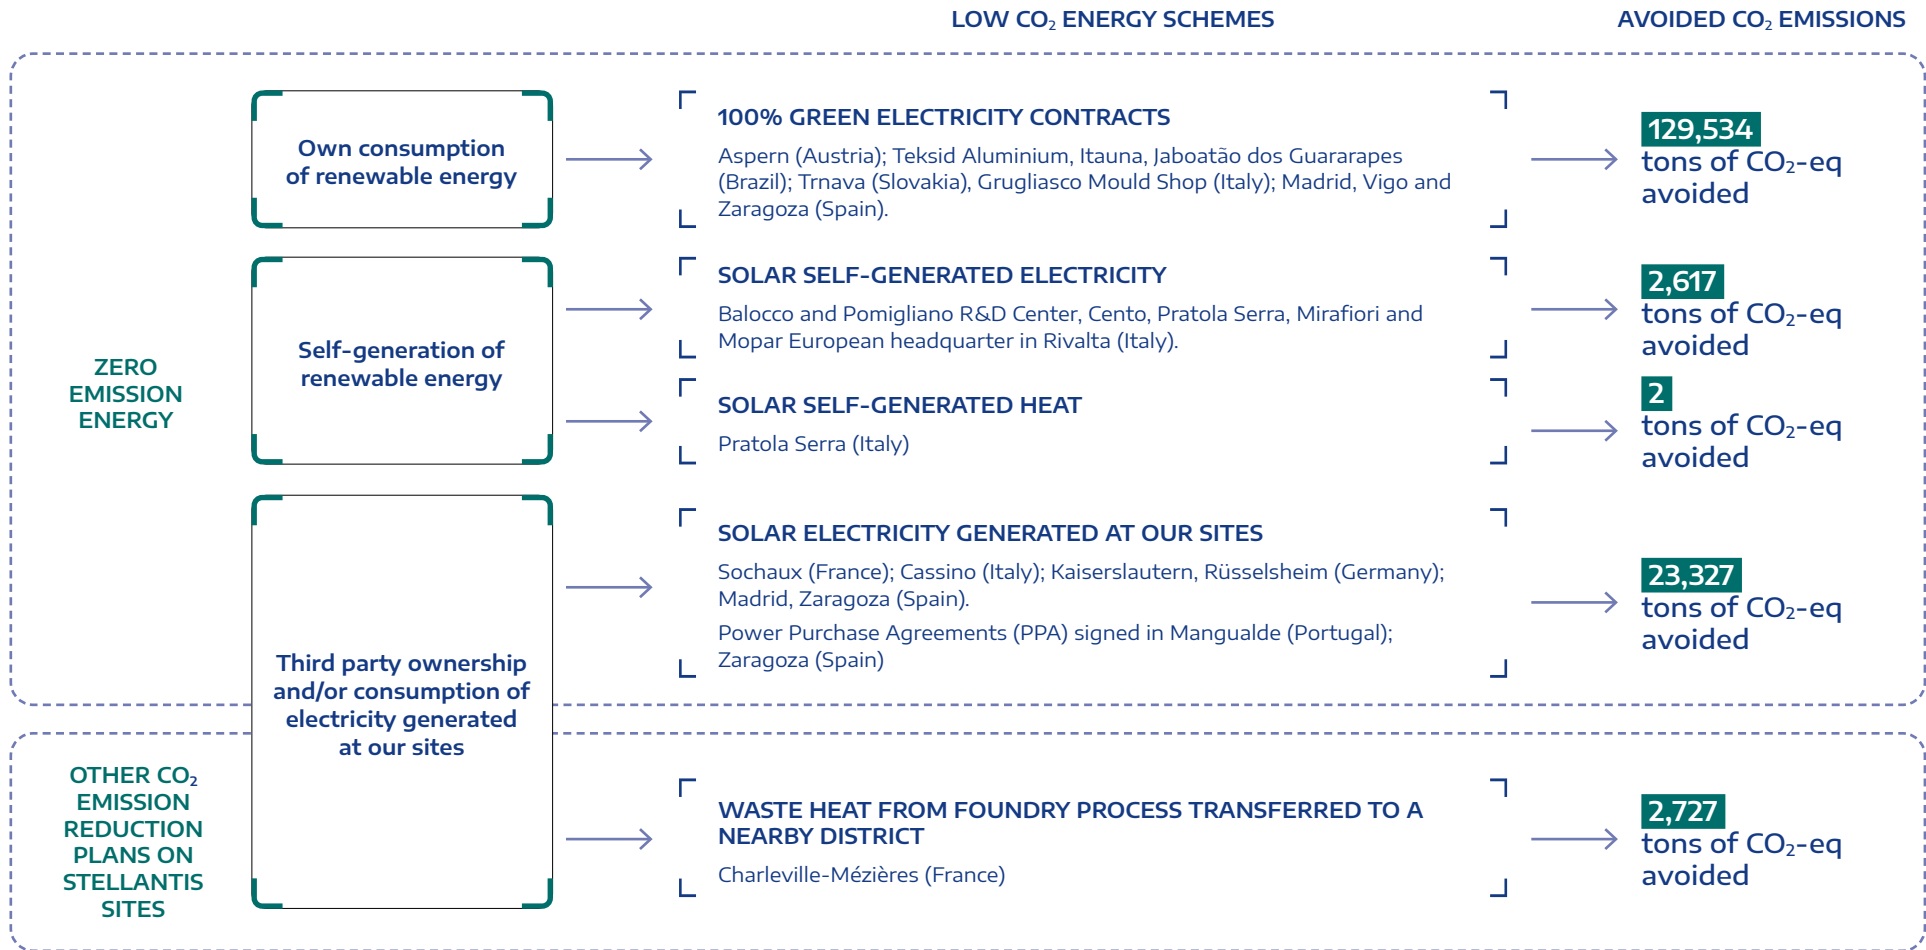 LOW CO₂ ENERGY SCHEMES
AVOIDED CO₂ EMISSIONS
ZERO
EMISSION
ENERGY
Own consumption
of renewable energy
100% GREEN ELECTRICITY CONTRACTS
Aspern (Austria); Teksid Aluminium, Itauna, Jaboatão dos Guararapes
(Brazil); Trnava (Slovakia), Grugliasco Mould Shop (Italy); Madrid, Vigo and
Zaragoza (Spain).
129,534
tons of CO₂-eq
avoided
Self-generation of
renewable energy
SOLAR SELF-GENERATED ELECTRICITY
Balocco and Pomigliano R&D Center, Cento, Pratola Serra, Mirafiori and
Mopar European headquarter in Rivalta (Italy).
2,617
tons of CO₂-eq
avoided
SOLAR SELF-GENERATED HEAT
Pratola Serra (Italy)
2
tons of CO₂-eq
avoided
Third party ownership
and/or consumption of
electricity generated
at our sites
SOLAR ELECTRICITY GENERATED AT OUR SITES
Sochaux (France); Cassino (Italy); Kaiserslautern, Rüsselsheim (Germany);
Madrid, Zaragoza (Spain).
Power Purchase Agreements (PPA) signed in Mangualde (Portugal);
Zaragoza (Spain)
23,327
tons of CO₂-eq
avoided
OTHER CO₂
EMISSION
REDUCTION
PLANS ON
STELLANTIS
SITES
WASTE HEAT FROM FOUNDRY PROCESS TRANSFERRED TO A
NEARBY DISTRICT
Charleville-Mézières (France)
2,727
tons of CO₂-eq
avoided